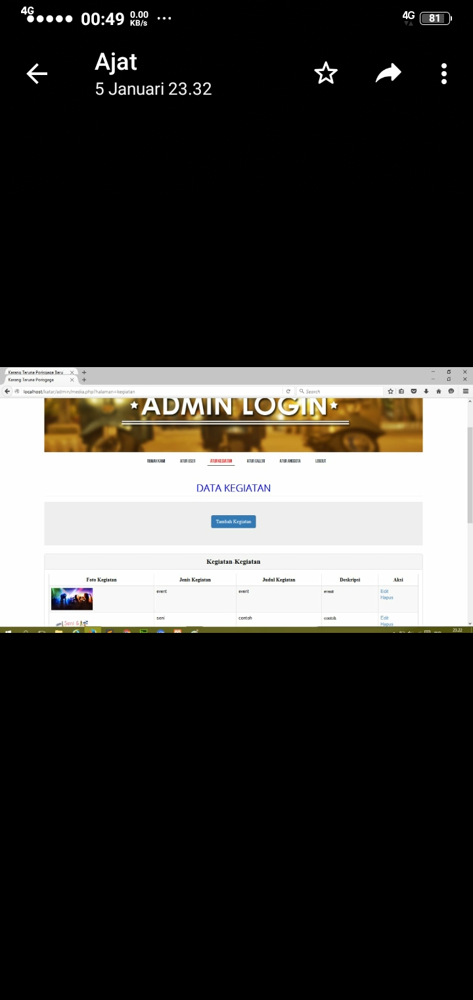 4G
00:49 0.00 KB/s ...
4G 81
Ajat
5 Januari 23.32
Karang Taruna Porisgaga Baru
Karang Taruna Porisgaga
localhost/katar/admin/media.php?halaman=kegiatan
Search
ADMIN LOGIN
RUMAH KAMI ATUR USER ATUR KEGIATAN ATUR GALERI ATUR ANGGOTA LOGOUT
DATA KEGIATAN
Tambah Kegiatan
Kegiatan-Kegiatan
Foto Kegiatan Jenis Kegiatan Judul Kegiatan Deskripsi Aksi
event event event Edit
Hapus
Seni & seni contoh contoh Edit
Hapus
23.22